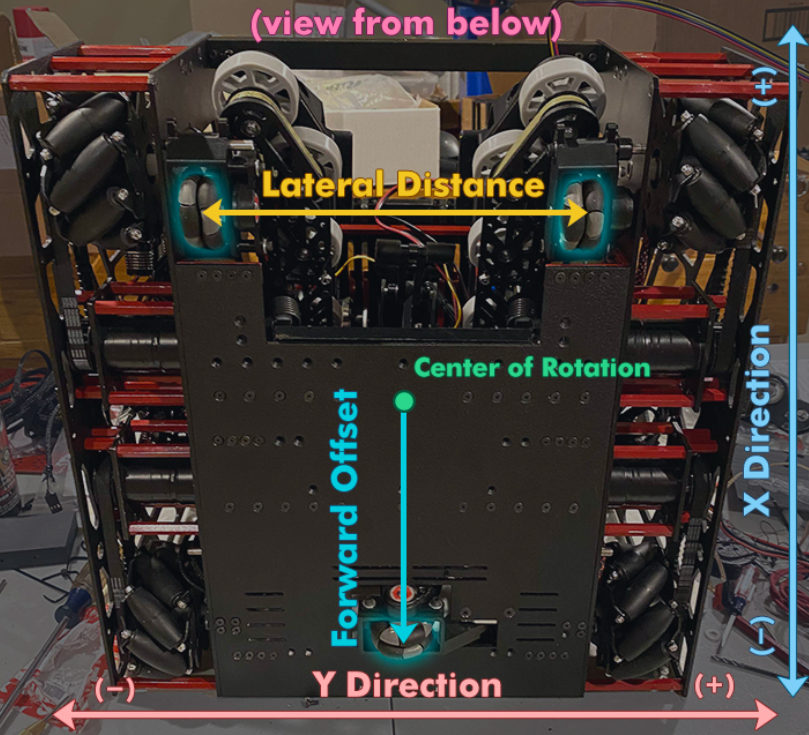 (view from below)
(+)
Lateral Distance
Center of Rotation
X Direction
Forward Offset
(−)
Y Direction
(−)
(+)